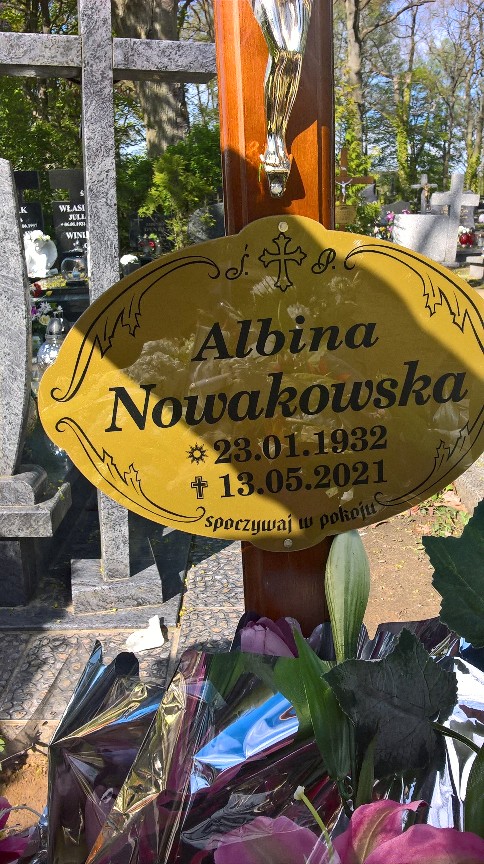 Ś. P.
Albina
Nowakowska
23.01.1932
13.05.2021
spoczywaj w pokoju